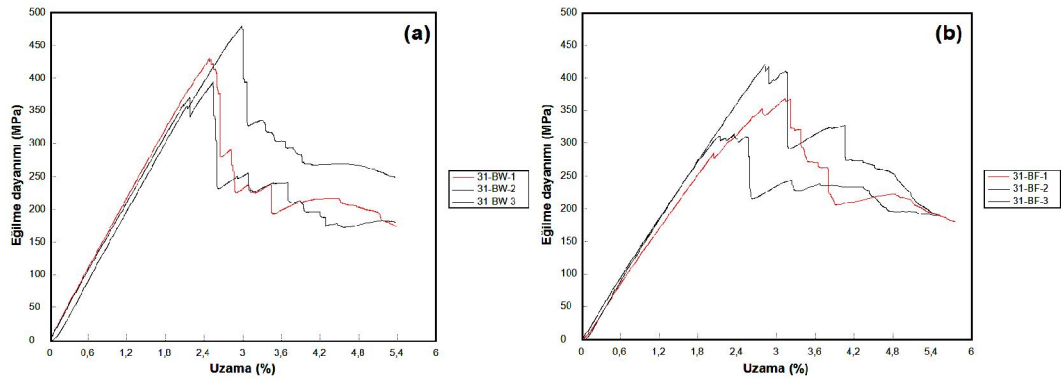 (a)
Eğilme dayanımı (MPa)
500
450
400
350
300
250
200
150
100
50
0
0 0,6 1,2 1,8 2,4 3 3,6 4,2 4,8 5,4 6
Uzama (%)
31-BW-1
31-BW-2
31 BW 3
(b)
Eğilme dayanımı (MPa)
500
450
400
350
300
250
200
150
100
50
0
0 0,6 1,2 1,8 2,4 3 3,6 4,2 4,8 5,4 6
Uzama (%)
31-BF-1
31-BF-2
31-BF-3